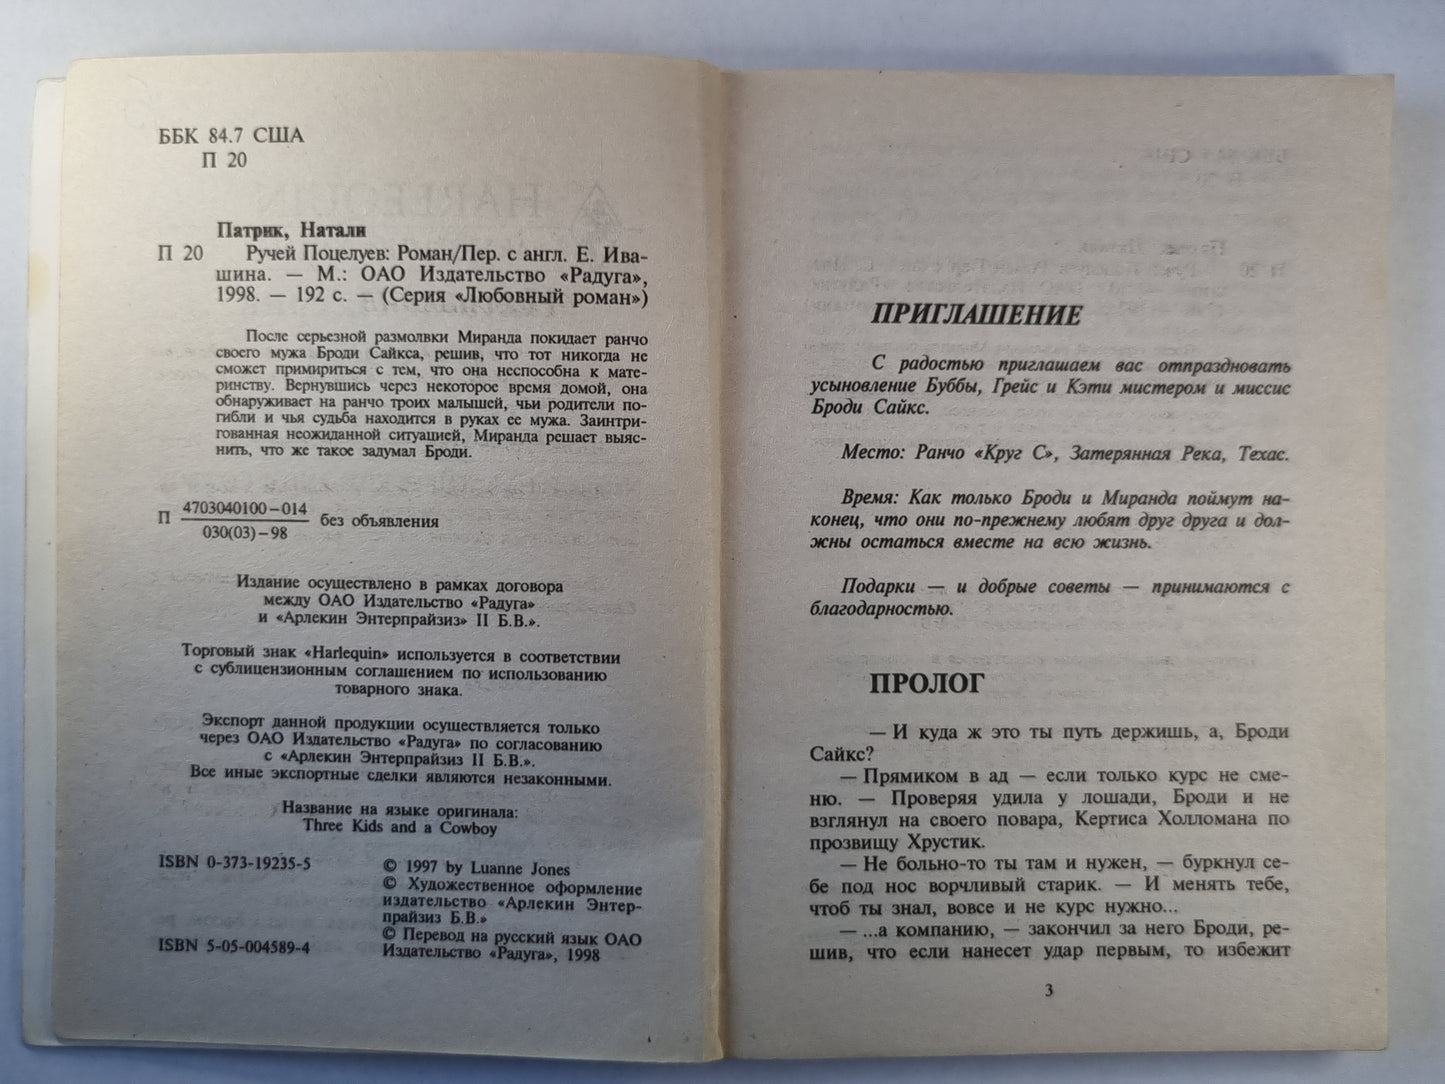 ББК 84.7 США
П 20
Патрик, Натали
П 20 Ручей Поцелуев: Роман/Пер. с англ. Е. Ива-
шина. — М.: ОАО Издательство «Радуга»,
1998. — 192 с. — (Серия «Любовный роман»)
После серьезной размолвки Миранда покидает ранчо
своего мужа Броди Сайкса, решив, что тот никогда не
сможет примириться с тем, что она неспособна к мате-
ринству. Вернувшись через некоторое время домой, она
обнаруживает на ранчо троих малышей, чьи родители по-
гибли и чья судьба находится в руках ее мужа. Заинтри-
гованная неожиданной ситуацией, Миранда решает выяс-
нить, что же такое задумал Броди.
П 4703040100–014 без объявления
030(03)–98
Издание осуществлено в рамках договора
между ОАО Издательство «Радуга»
и «Арлекин Энтерпрайзиз» II Б.В.».
Торговый знак «Harlequin» используется в соответствии
с сублицензионным соглашением по использованию
товарного знака.
Экспорт данной продукции осуществляется только
через ОАО Издательство «Радуга» по согласованию
с «Арлекин Энтерпрайзиз II Б.В.».
Все иные экспортные сделки являются незаконными.
Название на языке оригинала:
Three Kids and a Cowboy
ISBN 0-373-19235-5
© 1997 by Luanne Jones
© Художественное оформление
издательство «Арлекин Энтер-
прайзиз Б.В.»
© Перевод на русский язык ОАО
ISBN 5-05-004589-4
Издательство «Радуга», 1998
ПРИГЛАШЕНИЕ
С радостью приглашаем вас отпраздновать
усыновление Буббы, Грейс и Кэти мистером и миссис
Броди Сайкс.
Место: Ранчо «Круг С», Затерянная Река, Техас.
Время: Как только Броди и Миранда поймут на-
конец, что они по-прежнему любят друг друга и дол-
жны остаться вместе на всю жизнь.
Подарки — и добрые советы — принимаются с
благодарностью.
ПРОЛОГ
— И куда ж это ты путь держишь, а, Броди
Сайкс?
— Прямиком в ад — если только курс не сме-
ню. — Проверяя удила у лошади, Броди и не
взглянул на своего повара, Кертиса Холломана по
прозвищу Хрустик.
— Не больно-то ты там и нужен, — буркнул се-
бе под нос ворчливый старик. — И менять тебе,
чтоб ты знал, вовсе и не курс нужно...
— ...а компанию, — закончил за него Броди, ре-
шив, что если нанесет удар первым, то избежит
3